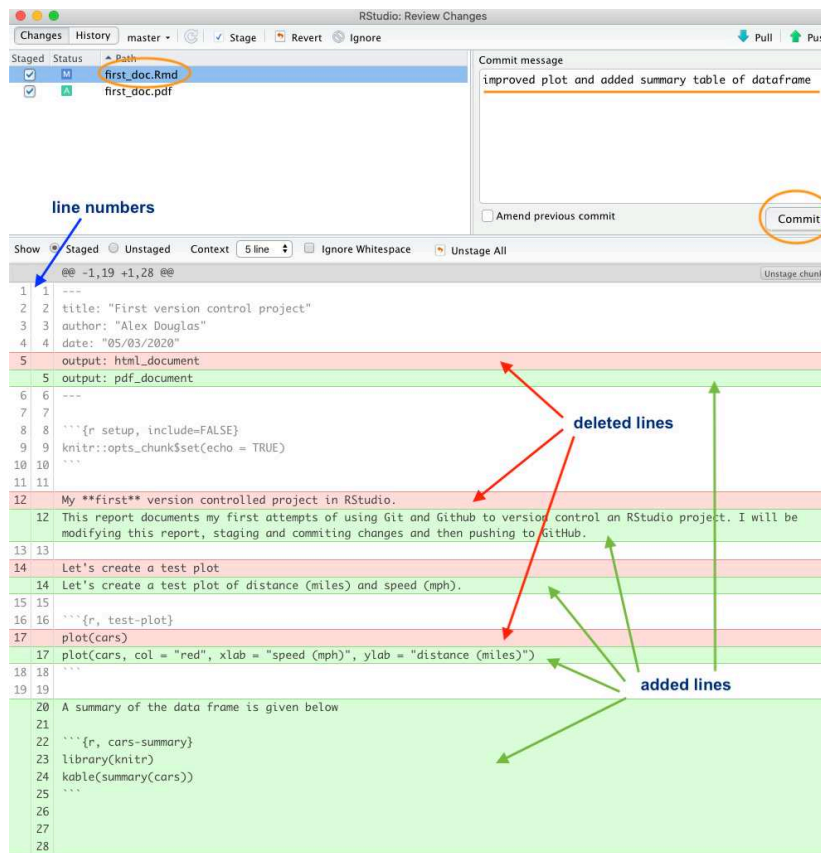 RStudio: Review Changes
Changes History master Stage Revert Ignore Pull
Staged Status Path
M first_doc.Rmd
A first_doc.pdf
Commit message
improved plot and added summary table of dataframe
line numbers
Amend previous commit Commit
Show Staged Unstaged Context 5 line Ignore Whitespace Unstage All
@@ -1,19 +1,28 @@ Unstage chunk
1 1 ---
2 2 title: "First version control project"
3 3 author: "Alex Douglas"
4 4 date: "05/03/2020"
5 output: html_document
5 output: pdf_document
6 6 ---
7 7
8 8 ```{r setup, include=FALSE}
deleted lines
9 9 knitr::opts_chunk$set(echo = TRUE)
10 10 ```
11 11
12 My **first** version controlled project in RStudio.
12 This report documents my first attempts of using Git and Github to version control an RStudio project. I will be
modifying this report, staging and commiting changes and then pushing to GitHub.
13 13
14 Let's create a test plot
14 Let's create a test plot of distance (miles) and speed (mph).
15 15
16 16 ```{r, test-plot}
17 plot(cars)
17 plot(cars, col = "red", xlab = "speed (mph)", ylab = "distance (miles)")
18 18 ```
19 19
added lines
20 A summary of the data frame is given below
21
22 ```{r, cars-summary}
23 library(knitr)
24 kable(summary(cars))
25 ```
26
27
28